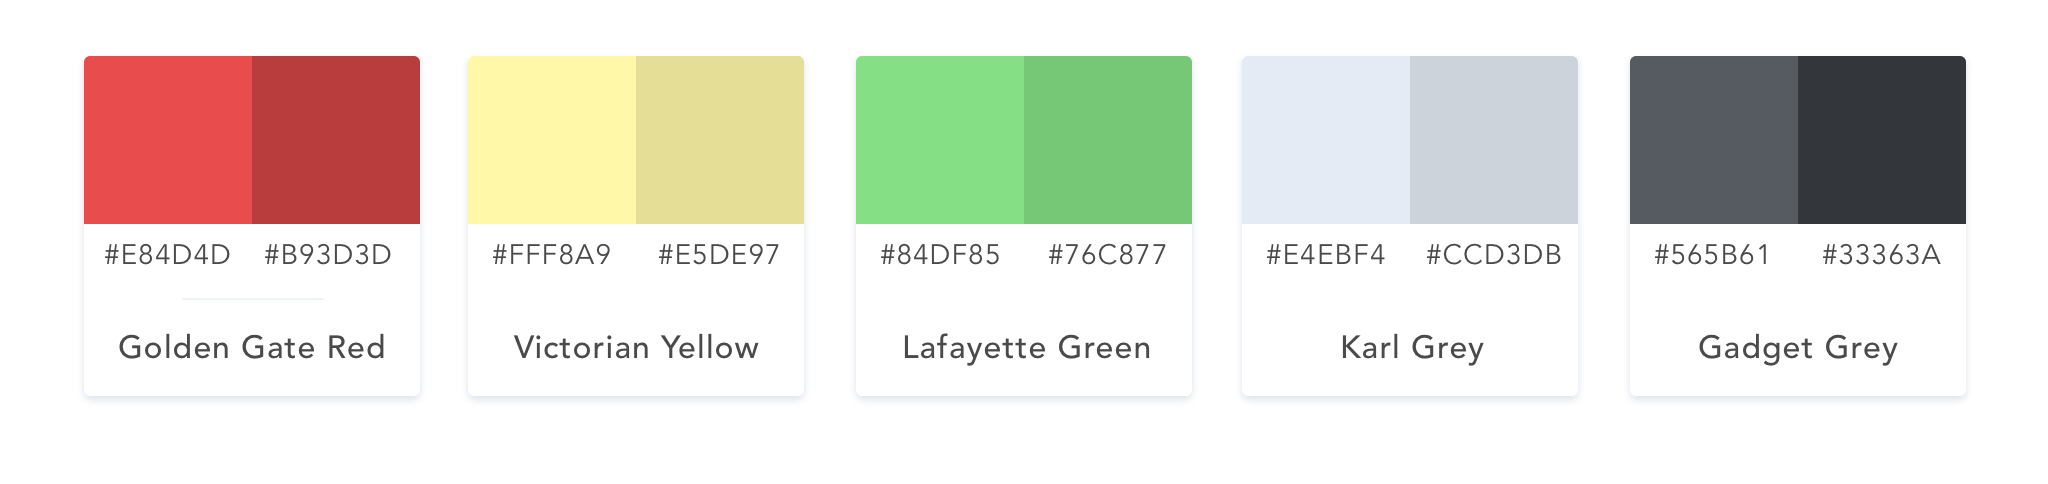 #E84D4D #B93D3D
Golden Gate Red
#FFF8A9 #E5DE97
Victorian Yellow
#84DF85 #76C877
Lafayette Green
#E4EBF4 #CCD3DB
Karl Grey
#565B61 #33363A
Gadget Grey